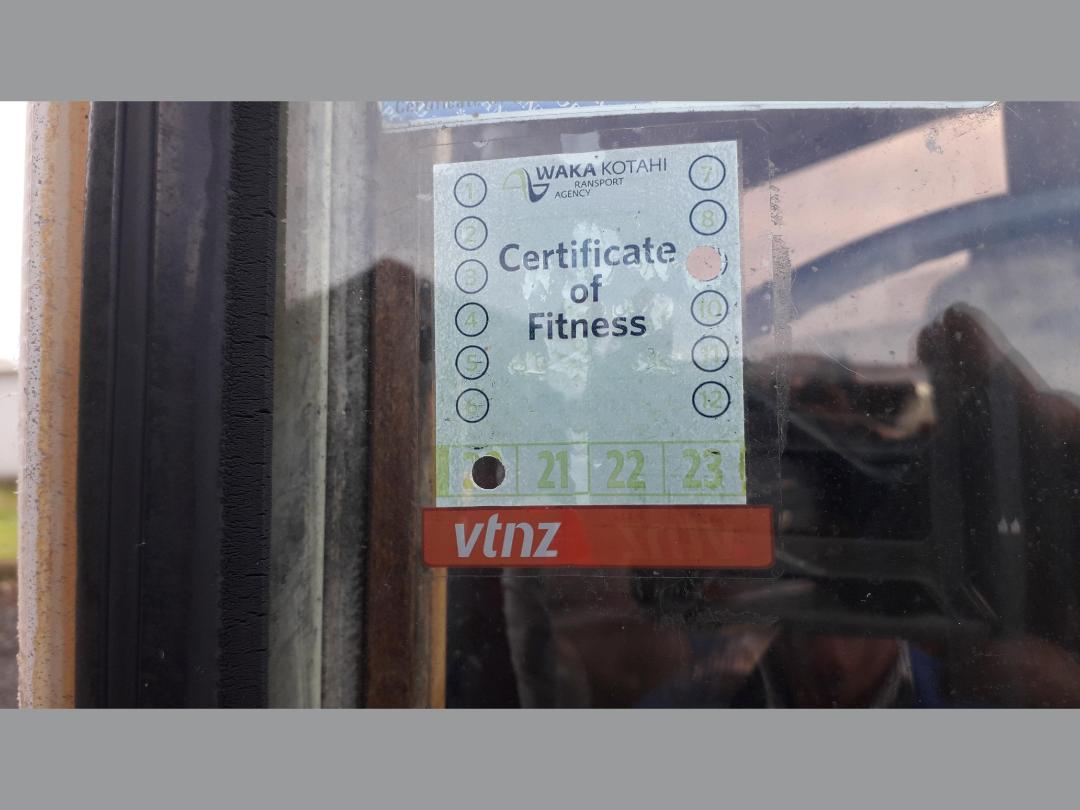 Certificate
WAKA KOTAHI
RANSPORT
AGENCY
1
2
3
4
5
6
7
8
10
11
12
Certificate
of
Fitness
21 22 23
vtnz